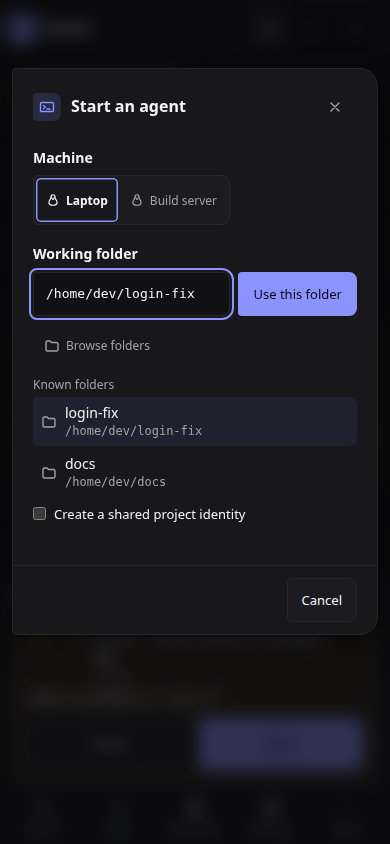 Start an agent
Machine
Laptop
Build server
Working folder
/home/dev/login-fix
Use this folder
Browse folders
Known folders
login-fix
/home/dev/login-fix
docs
/home/dev/docs
Create a shared project identity
Cancel